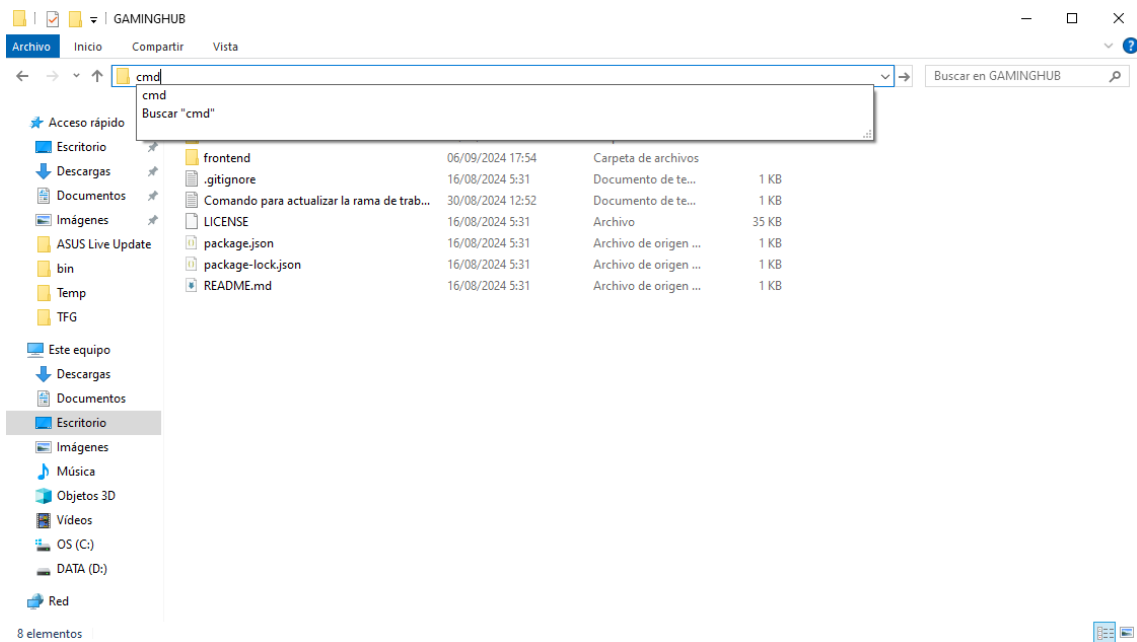 GAMINGHUB
Archivo Inicio Compartir Vista
cmd
Buscar en GAMINGHUB
cmd
Buscar "cmd"
Acceso rápido
Escritorio
Descargas
Documentos
Imágenes
ASUS Live Update
bin
Temp
TFG
Este equipo
Descargas
Documentos
Escritorio
Imágenes
Música
Objetos 3D
Vídeos
OS (C:)
DATA (D:)
Red
frontend 06/09/2024 17:54 Carpeta de archivos
.gitignore 16/08/2024 5:31 Documento de te... 1 KB
Comando para actualizar la rama de trab... 30/08/2024 12:52 Documento de te... 1 KB
LICENSE 16/08/2024 5:31 Archivo 35 KB
package.json 16/08/2024 5:31 Archivo de origen ... 1 KB
package-lock.json 16/08/2024 5:31 Archivo de origen ... 1 KB
README.md 16/08/2024 5:31 Archivo de origen ... 1 KB
8 elementos